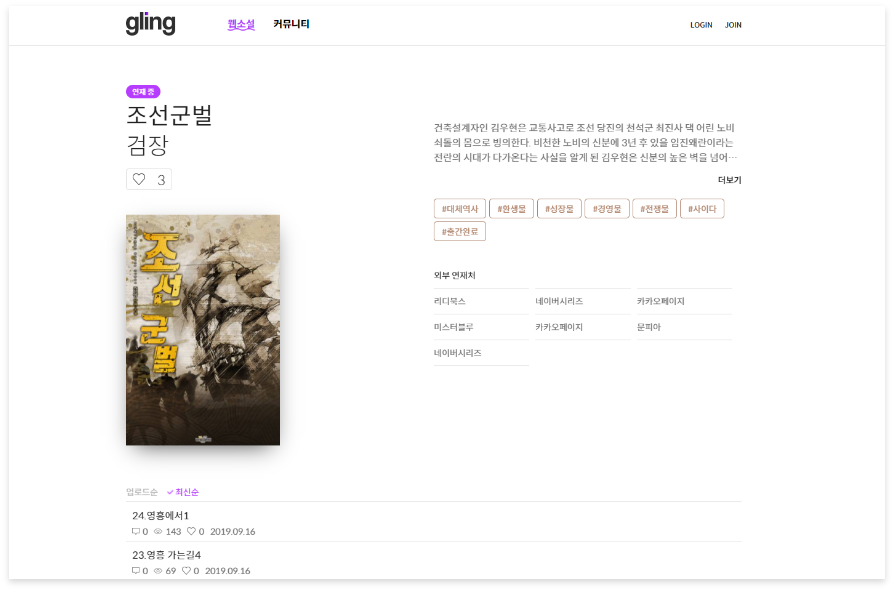 gling
웹소설 커뮤니티
LOGIN JOIN
연재 중
조선군벌
검장
3
건축설계자인 김우현은 교통사고로 조선 당진의 천석군 최진사 댁 어린 노비
쇠돌의 몸으로 빙의한다. 비천한 노비의 신분에 3년 후 있을 임진왜란이라는
전란의 시대가 다가온다는 사실을 알게 된 김우현은 신분의 높은 벽을 넘어…
더보기
#대체역사 #환생물 #성장물 #경영물 #전쟁물 #사이다
#출간완료
외부 연재처
리디북스 네이버시리즈 카카오페이지
미스터블루 카카오페이지 문피아
네이버시리즈
조선군벌
업로드순 최신순
24.영흥에서1
0 143 0 2019.09.16
23.영흥 가는길4
0 69 0 2019.09.16